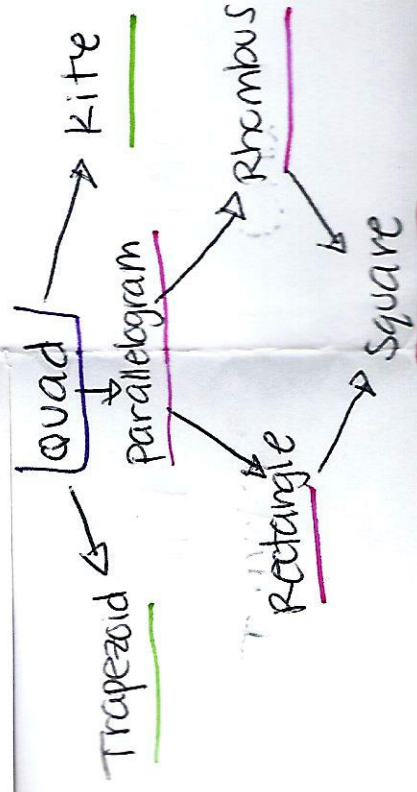 Quad
Trapezoid
Parallelogram
Kite
Rectangle
Rhombus
Square